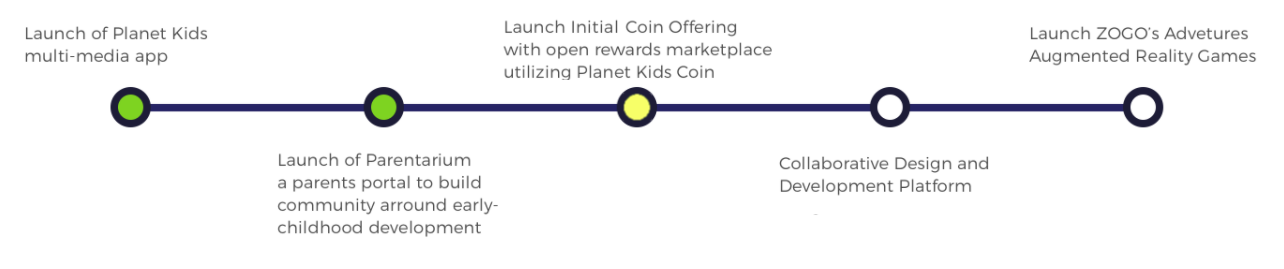 Launch of Planet Kids
multi-media app
Launch of Parentarium
a parents portal to build
community arround early-
childhood development
Launch Initial Coin Offering
with open rewards marketplace
utilizing Planet Kids Coin
Collaborative Design and
Development Platform
Launch ZOGO's Advetures
Augmented Reality Games